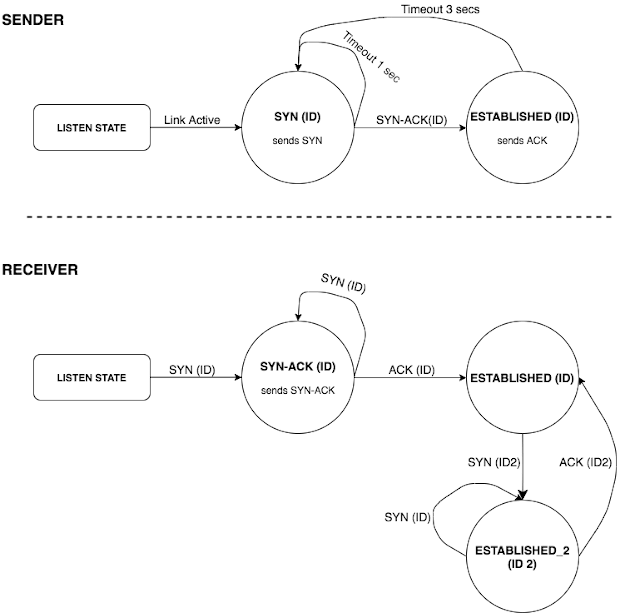 SENDER
Timeout 3 secs
Timeout 1 sec
LISTEN STATE
Link Active
SYN (ID)
sends SYN
SYN-ACK(ID)
ESTABLISHED (ID)
sends ACK
RECEIVER
SYN (ID)
LISTEN STATE
SYN (ID)
SYN-ACK (ID)
sends SYN-ACK
ACK (ID)
ESTABLISHED (ID)
SYN (ID2)
ACK (ID2)
SYN (ID)
ESTABLISHED_2
(ID 2)